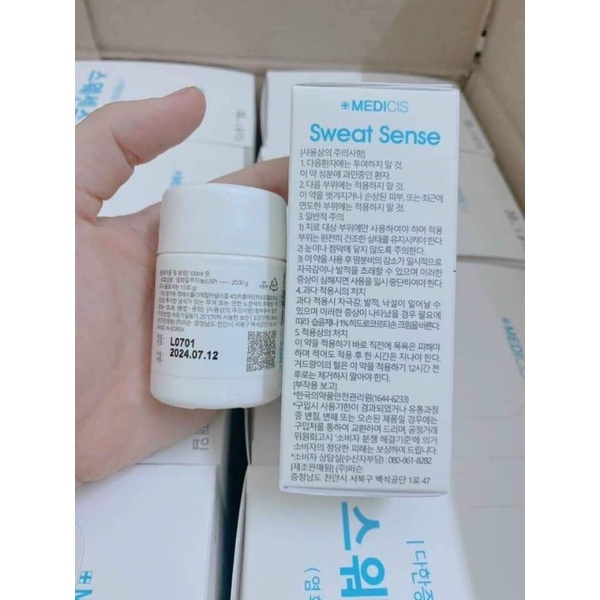 MEDICIS
Sweat Sense
[사용상의 주의사항]
1. 다음환자에는 투여하지 말 것.
이 약 성분에 과민증인 환자.
2. 다음 부위에는 적용하지 말 것.
이 약을 벗겨지거나 손상된 피부, 또는 최근에
면도한 부위에는 적용하지 말 것.
3. 일반적 주의
1) 치료 대상 부위에만 사용하여야 하며 적용
부위는 완전히 건조한 상태를 유지시켜야 한다.
2) 눈이나 점막에 닿지 않도록 주의한다.
3) 이 약을 사용 후 땀분비의 감소가 일시적으로
자극감이나 발적을 초래할 수 있으며 이러한
증상이 심해지면 사용을 일시 중단하여야 한다.
4. 과다 적용시의 처치
과다 적용시 자극감, 발적, 낙설이 일어날 수
있으며 이러한 증상이 나타났을 경우 필요에
따라 습윤제나 1% 히드로코르티손 크림을 바른다.
5. 적용상의 처치
이 약을 적용하기 바로 직전에 목욕은 피해야
하며 적어도 적용 후 한 시간은 지나야 한다.
겨드랑이의 털은 이 약을 적용하기 12시간 전
후로는 제거하지 말아야 한다.
[부작용 보고]
*한국의약품안전관리원(1644-6233)
*구입시 사용기한이 경과되었거나 유통과정
중 변질, 변패 또는 오손된 제품일 경우에는
구입처를 통하여 교환하여 드리며, 공정거래
위원회고시 '소비자 분쟁 해결기준'에 의거
소비자의 정당한 피해는 보상하여 드립니다.
*소비자 상담실(수신자부담) : 080-861-8282
[제조판매원] (주)퍼슨
충청남도 천안시 서북구 백석공단 1로 47
100ml 중
2000 g
MADE IN KOREA
L0701
2024.07.12
MEDICIS
스웨